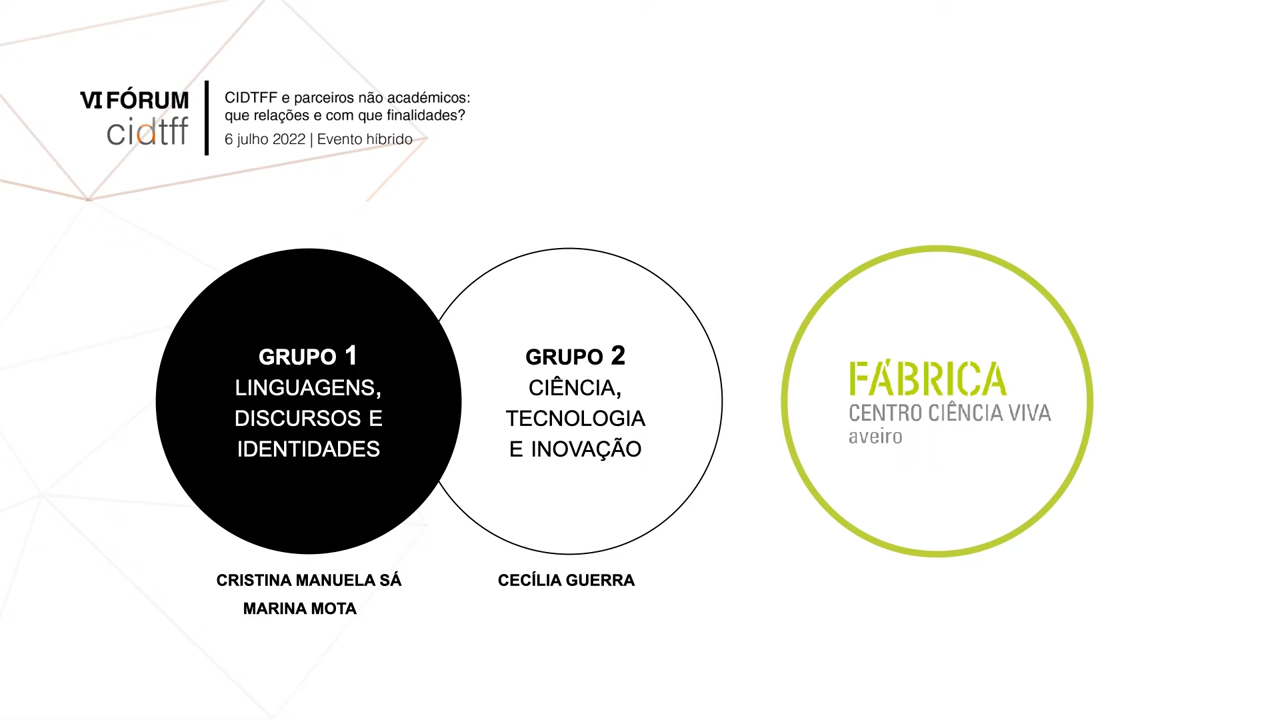 VI FÓRUM
cidtff
CIDTFF e parceiros não académicos:
que relações e com que finalidades?
6 julho 2022 | Evento híbrido
GRUPO 1
LINGUAGENS,
DISCURSOS E
IDENTIDADES
GRUPO 2
CIÊNCIA,
TECNOLOGIA
E INOVAÇÃO
FÁBRICA
CENTRO CIÊNCIA VIVA
aveiro
CRISTINA MANUELA SÁ
MARINA MOTA
CECÍLIA GUERRA